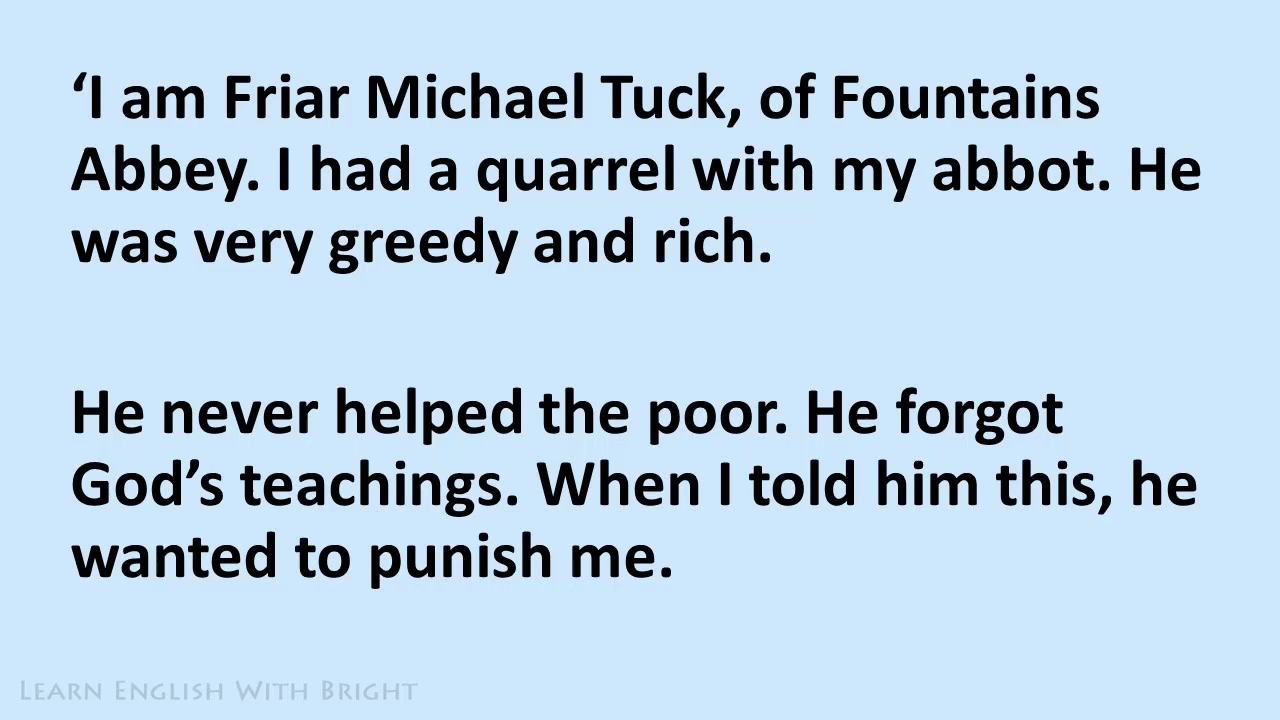 ‘I am Friar Michael Tuck, of Fountains
Abbey. I had a quarrel with my abbot. He
was very greedy and rich.
He never helped the poor. He forgot
God’s teachings. When I told him this, he
wanted to punish me.
Learn English With Bright